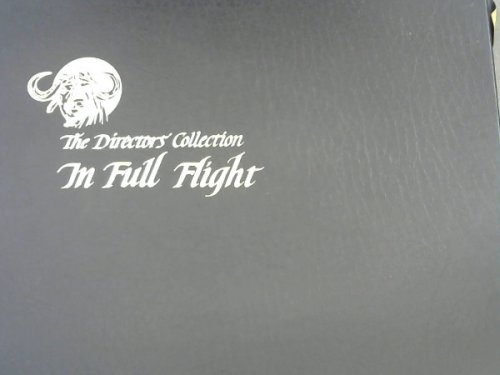 The Directors' Collection
In Full Flight